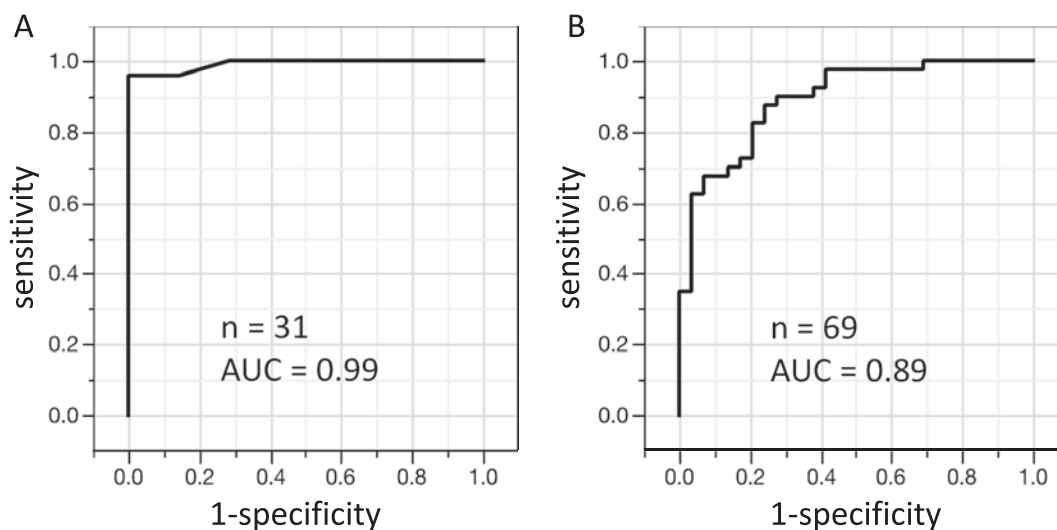 A
1.0
0.8
0.6
0.4
0.2
0.0
sensitivity
n = 31
AUC = 0.99
0.0 0.2 0.4 0.6 0.8 1.0
1-specificity
B
1.0
0.8
0.6
0.4
0.2
0.0
sensitivity
n = 69
AUC = 0.89
0.0 0.2 0.4 0.6 0.8 1.0
1-specificity